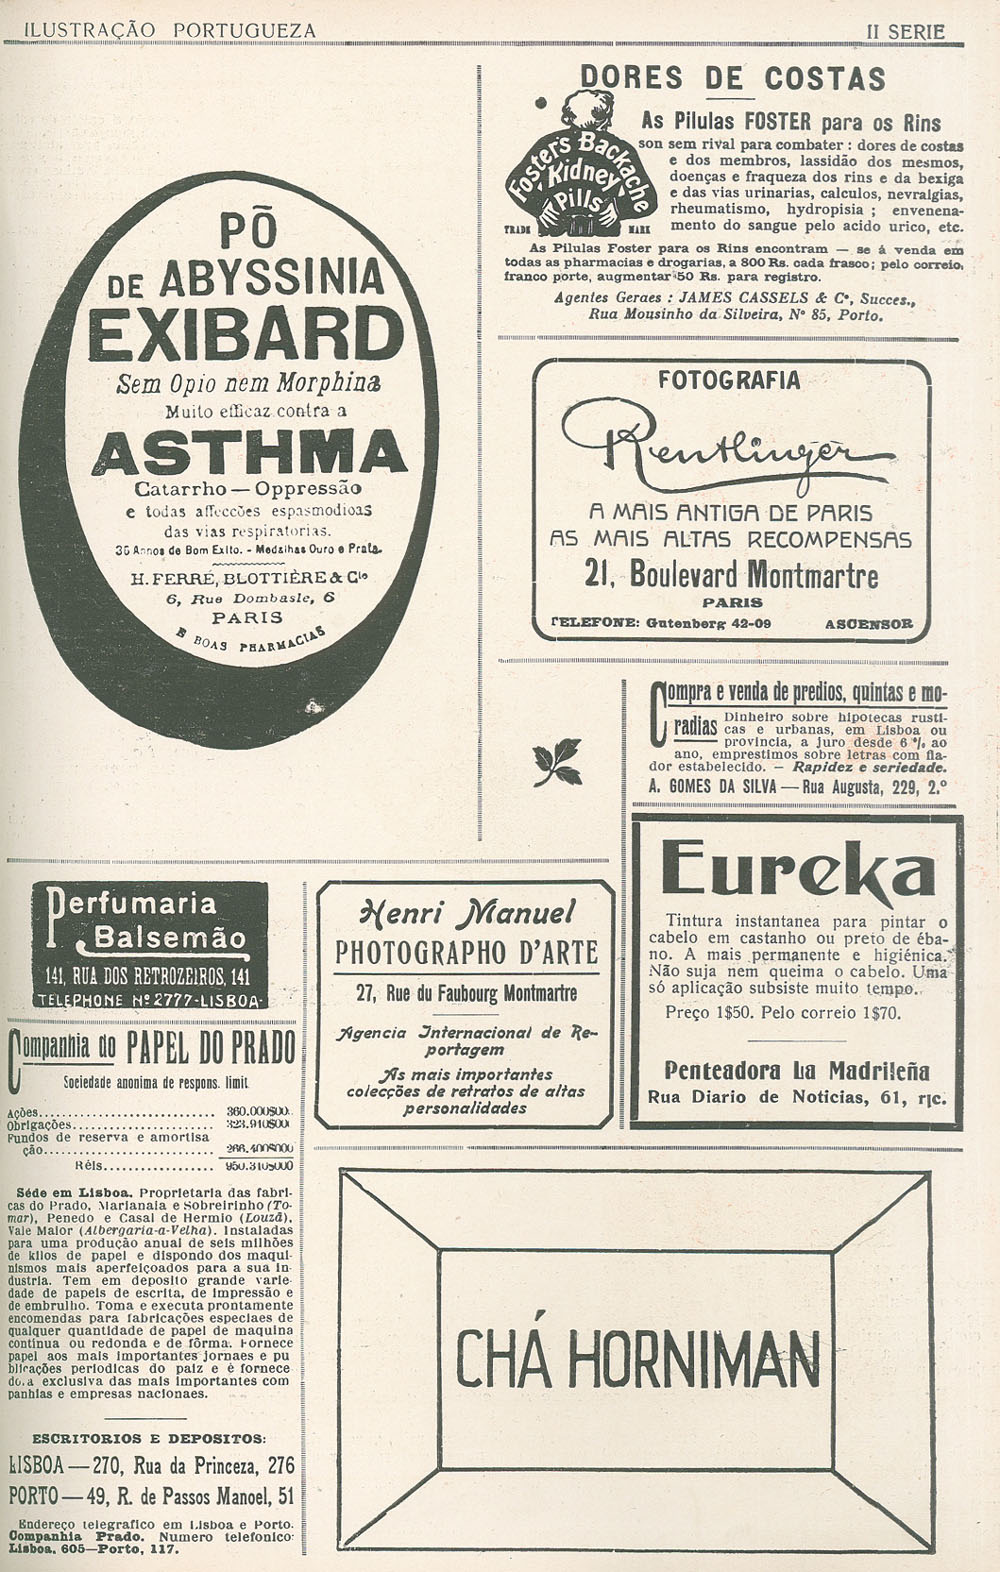 ILUSTRAÇÃO PORTUGUEZA
II SERIE
PÕ
DE ABYSSINIA
EXIBARD
Sem Opio nem Morphina
Muito efficaz contra a
ASTHMA
Catarrho — Oppressão
e todas affecções espasmodicas
das vias respiratorias.
35 Annos de Bom Exito. - Medalhas Ouro e Prata.
H. FERRÉ, BLOTTIÈRE & Cie
6, Rue Dombasle, 6
PARIS
E BOAS PHARMACIAS
DORES DE COSTAS
Foster's Backache
Kidney
Pills
TRADE MARK
As Pilulas FOSTER para os Rins
son sem rival para combater : dores de costas
e dos membros, lassidão dos mesmos,
doenças e fraqueza dos rins e da bexiga
e das vias urinarias, calculos, nevralgias,
rheumatismo, hydropisia ; envenena-
mento do sangue pelo acido urico, etc.
As Pilulas Foster para os Rins encontram — se á venda em
todas as pharmacias e drogarias, a 800 Rs. cada frasco; pelo correio,
franco porte, augmentar 50 Rs. para registro.
Agentes Geraes : JAMES CASSELS & Cº, Succes.,
Rua Mousinho da Silveira, Nº 85, Porto.
FOTOGRAFIA
Reutlinger
A MAIS ANTIGA DE PARIS
AS MAIS ALTAS RECOMPENSAS
21, Boulevard Montmartre
PARIS
TELEFONE: Gutenberg 42-09 ASCENSOR
Compra e venda de predios, quintas e mo-
radias Dinheiro sobre hipotecas rusti-
cas e urbanas, em Lisboa ou
provincia, a juro desde 6 % ao
ano, emprestimos sobre letras com fia-
dor estabelecido. — Rapidez e seriedade.
A. GOMES DA SILVA — Rua Augusta, 229, 2.º
Eureka
Tintura instantanea para pintar o
cabelo em castanho ou preto de éba-
no. A mais permanente e higiénica.
Não suja nem queima o cabelo. Uma
só aplicação subsiste muito tempo.
Preço 1$50. Pelo correio 1$70.
Penteadora La Madrileña
Rua Diario de Noticias, 61, r|c.
Perfumaria
Balsemão
141, RUA DOS RETROZEIROS, 141
TELEPHONE Nº 2777-LISBOA-
Henri Manuel
PHOTOGRAPHO D'ARTE
27, Rue du Faubourg Montmartre
Agencia Internacional de Re-
portagem
As mais importantes
colecções de retratos de altas
personalidades
Companhia do PAPEL DO PRADO
Sociedade anonima de respons. limit
Ações........ 360.000$00
Obrigações........ 323.910$00
Fundos de reserva e amortisa
ção........ 266.400$000
Réis........ 950.310$000
Séde em Lisboa. Proprietaria das fabri-
cas do Prado, Marianaia e Sobreirinho (To-
mar), Penedo e Casal de Hermio (Louzã),
Vale Maior (Albergaria-a-Velha). Instaladas
para uma produção anual de seis milhões
de kilos de papel e dispondo dos maqui-
nismos mais aperfeiçoados para a sua in-
dustria. Tem em deposito grande varie-
dade de papeis de escrita, de impressão e
de embrulho. Toma e executa prontamente
encomendas para fabricações especiaes de
qualquer quantidade de papel de maquina
continua ou redonda e de fôrma. Fornece
papel aos mais importantes jornaes e pu
blicações periodicas do paiz e é fornece
dora exclusiva das mais importantes com
panhias e empresas nacionaes.
ESCRITORIOS E DEPOSITOS:
LISBOA — 270, Rua da Princeza, 276
PORTO — 49, R. de Passos Manoel, 51
Endereço telegrafico em Lisboa e Porto.
Companhia Prado. Numero telefonico:
Lisboa. 605—Porto, 117.
CHÁ HORNIMAN